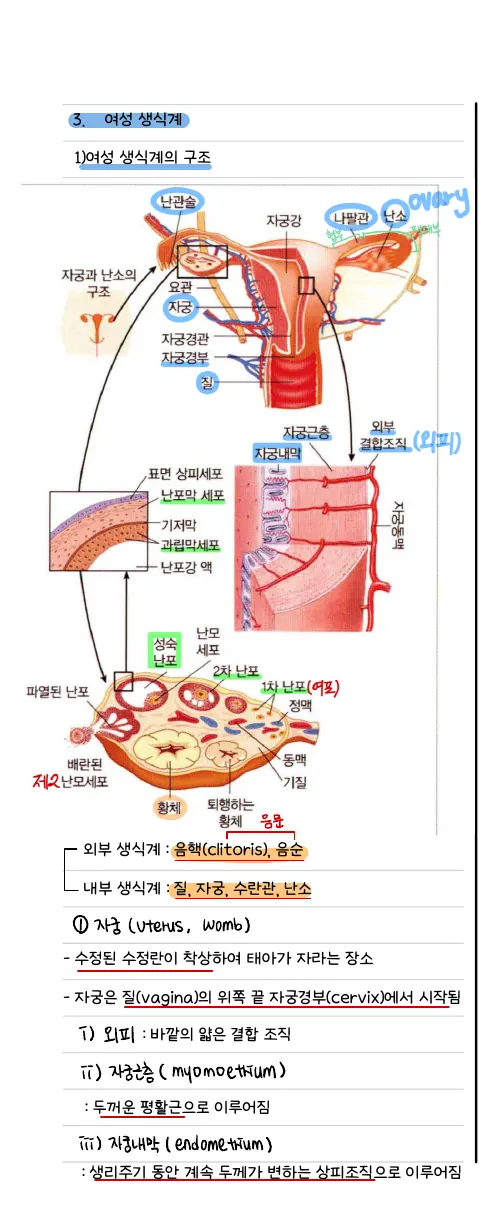 3. 여성 생식계
1)여성 생식계의 구조
난관술
자궁강
나팔관
난소
ovary
자궁과 난소의
구조
요관
자궁
자궁경관
자궁경부
질
자궁근층
외부
결합조직
(외피)
자궁내막
자궁동맥
표면 상피세포
난포막 세포
기저막
과립막세포
난포강 액
성숙
난포
난모
세포
2차 난포
1차 난포(여포)
정맥
파열된 난포
동맥
기질
배란된
제2 난모세포
황체
퇴행하는
황체
음문
외부 생식계 : 음핵(clitoris), 음순
내부 생식계 : 질, 자궁, 수란관, 난소
① 자궁 (uterus, womb)
- 수정된 수정란이 착상하여 태아가 자라는 장소
- 자궁은 질(vagina)의 위쪽 끝 자궁경부(cervix)에서 시작됨
ⅰ) 외피 : 바깥의 얇은 결합 조직
ⅱ) 자궁근층 ( myomoetrium )
: 두꺼운 평활근으로 이루어짐
ⅲ) 자궁내막 ( endometrium )
: 생리주기 동안 계속 두께가 변하는 상피조직으로 이루어짐